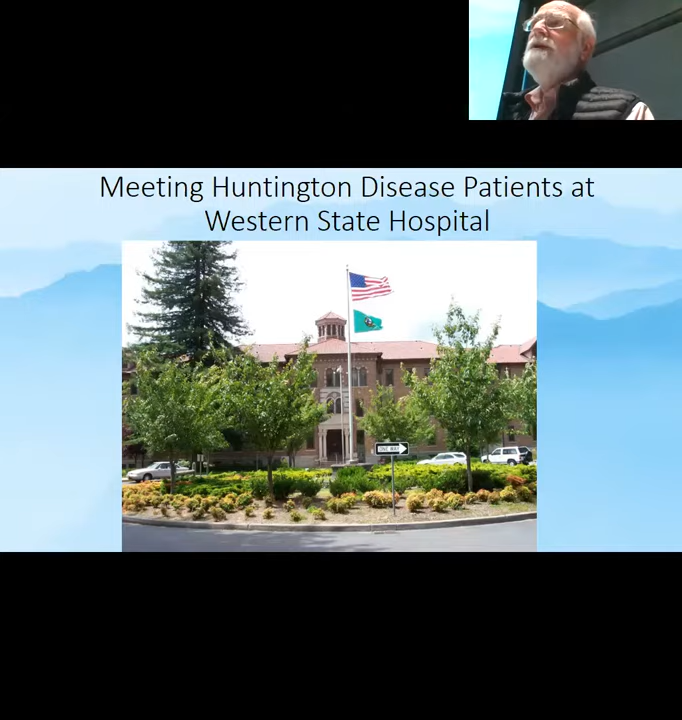 Meeting Huntington Disease Patients at
Western State Hospital
ONE WAY